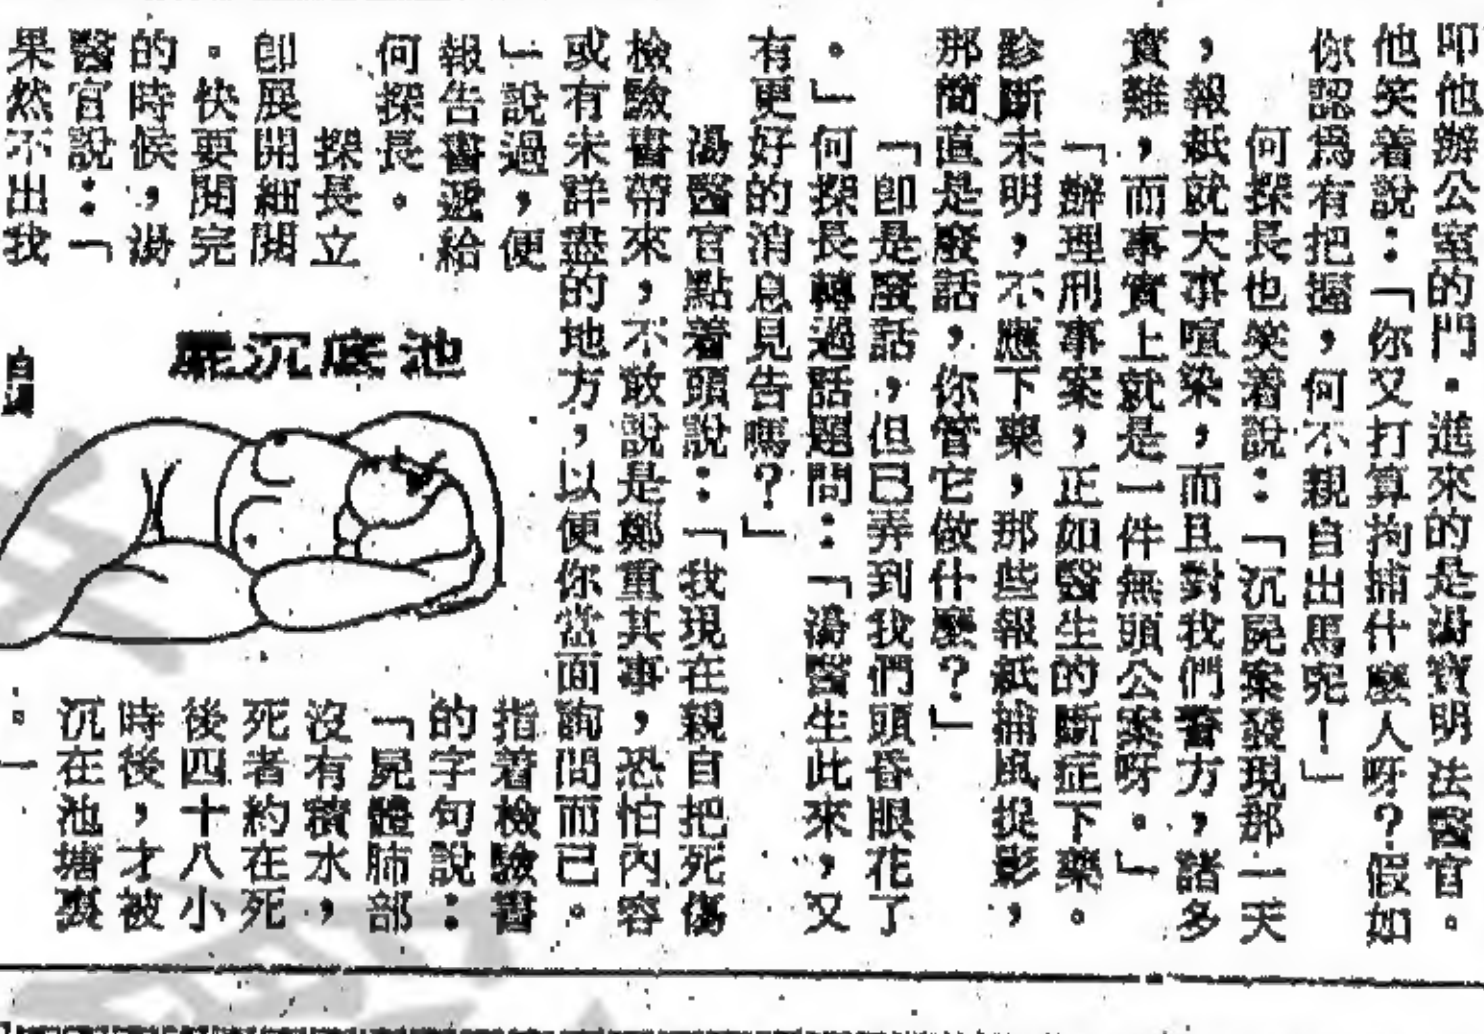 叩他辦公室的門。進來的是湯寶明法醫官。
他笑着說:「你又打算拘捕什麽人呀?假如
你認爲有把握,何不親自出馬呢!」
何探長也笑着說:「沉屍案發現那一天
,報紙就大事喧染,而且對我們警方,諸多
責難,而事實上就是一件無頭公案呀。」
「辦理刑事案,正如醫生的斷症下藥。
診斷未明,不應下藥,那些報紙捕風捉影,
那簡直是廢話,你管它做什麽?」
「卽是廢話,但已弄到我們頭昏眼花了
。」何探長轉過話題問:「湯醫生此來,又
有更好的消息見告嗎?」
湯醫官點着頭說:「我現在親自把死傷
檢驗書帶來,不敢說是鄭重其事,恐怕內容
或有未詳盡的地方,以便你當面詢問而已。
」說過,便
報告書遞給
何探長。
探長立
卽展開細閱
。快要閱完
的時候,湯
醫官說:「
果然不出我
池底沉屍
指着檢驗書
的字句說:
「屍體肺部
沒有積水,
死者約在死
後四十八小
時後,才被
沉在池塘裏